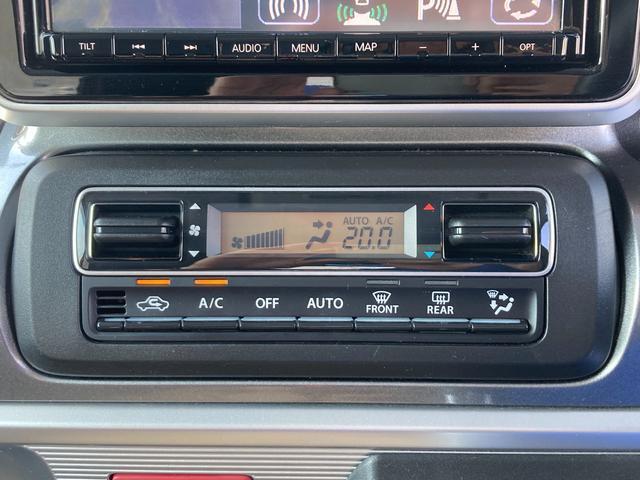 P
TILT AUDIO MENU MAP - + OPT
AUTO A/C
20.0
A/C OFF AUTO FRONT REAR